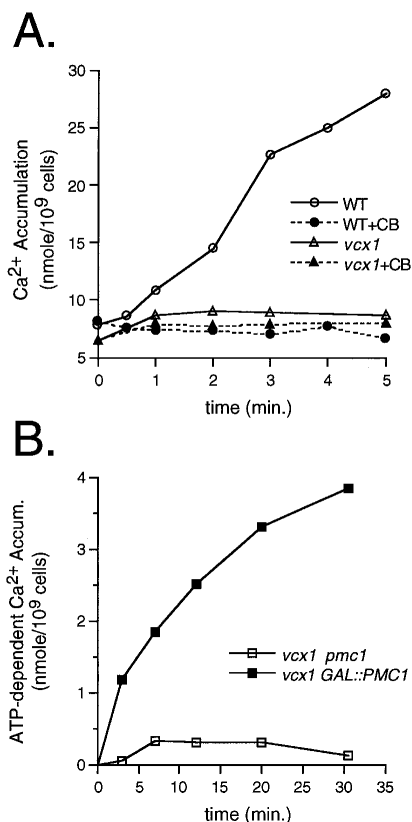 A.
30
25
20
15
10
5
Ca2+ Accumulation
(nmole/10⁹ cells)
WT
WT+CB
vcx1
vcx1+CB
0 1 2 3 4 5
time (min.)
B.
4
3
2
1
0
ATP-dependent Ca2+ Accum.
(nmole/10⁹ cells)
vcx1 pmc1
vcx1 GAL::PMC1
0 5 10 15 20 25 30 35
time (min.)